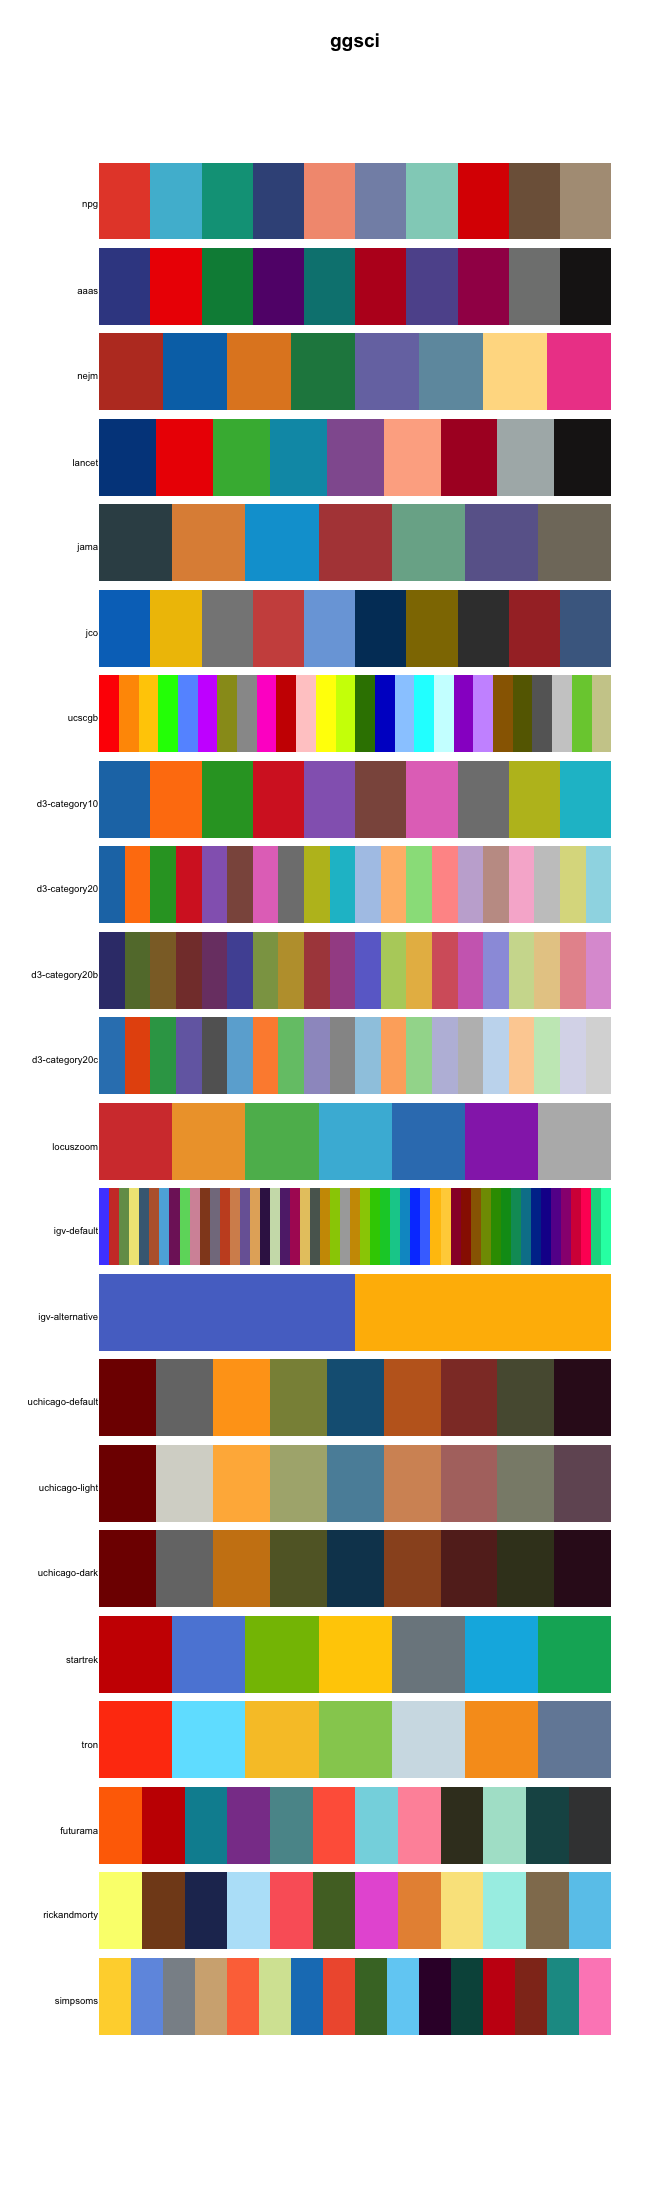 ggsci
npg
aaas
nejm
lancet
jama
jco
ucscgb
d3-category10
d3-category20
d3-category20b
d3-category20c
locuszoom
igv-default
igv-alternative
uchicago-default
uchicago-light
uchicago-dark
startrek
tron
futurama
rickandmorty
simpsoms